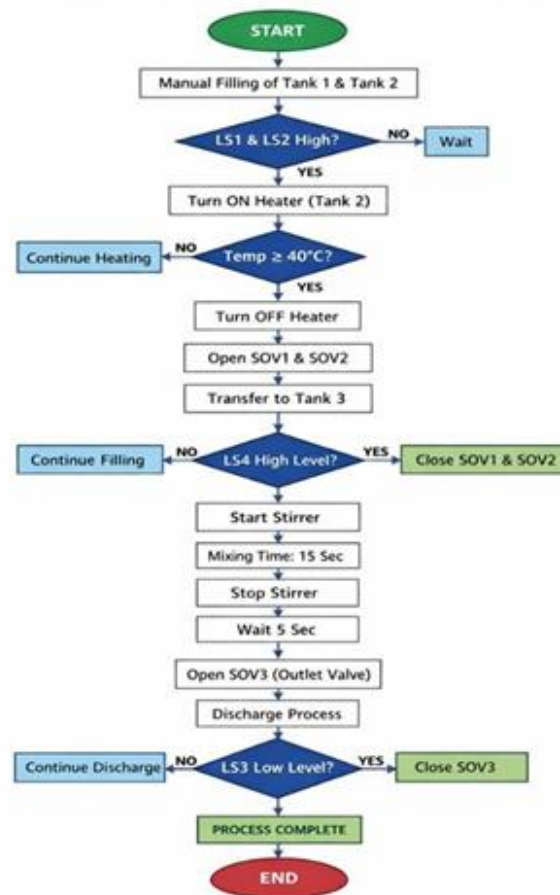 START
Manual Filling of Tank 1 & Tank 2
LS1 & LS2 High?
NO
Wait
YES
Turn ON Heater (Tank 2)
Continue Heating
NO
Temp ≥ 40°C?
YES
Turn OFF Heater
Open SOV1 & SOV2
Transfer to Tank 3
Continue Filling
NO
LS4 High Level?
YES
Close SOV1 & SOV2
Start Stirrer
Mixing Time: 15 Sec
Stop Stirrer
Wait 5 Sec
Open SOV3 (Outlet Valve)
Discharge Process
Continue Discharge
NO
LS3 Low Level?
YES
Close SOV3
PROCESS COMPLETE
END